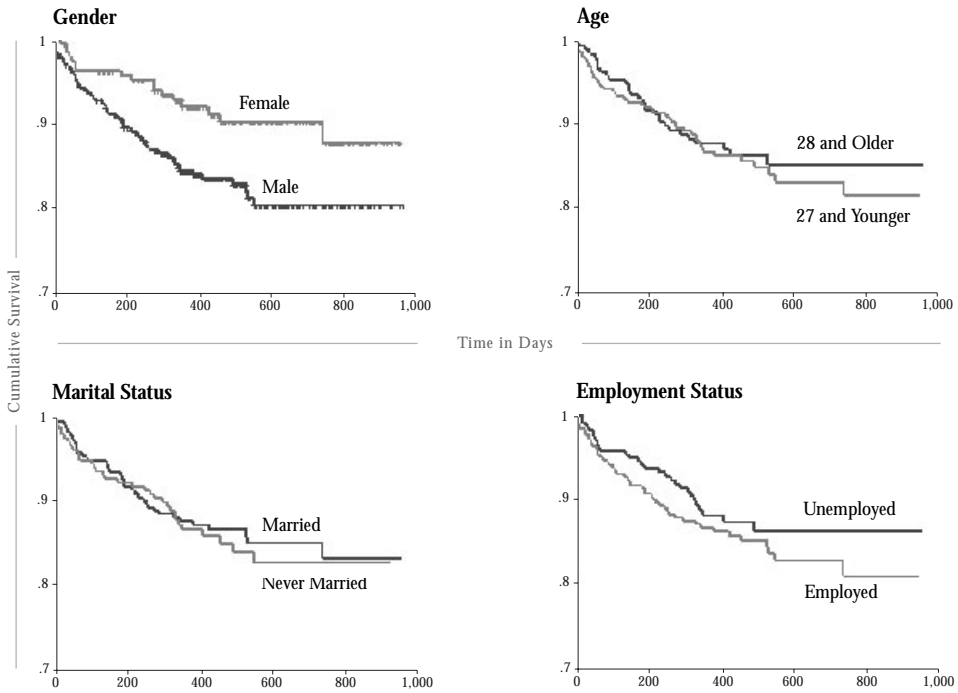 Gender
1
.9
.8
.7
Female
Male
0 200 400 600 800 1,000
Age
1
.9
.8
.7
28 and Older
27 and Younger
0 200 400 600 800 1,000
Cumulative Survival
Time in Days
Marital Status
1
.9
.8
.7
Married
Never Married
0 200 400 600 800 1,000
Employment Status
1
.9
.8
.7
Unemployed
Employed
0 200 400 600 800 1,000